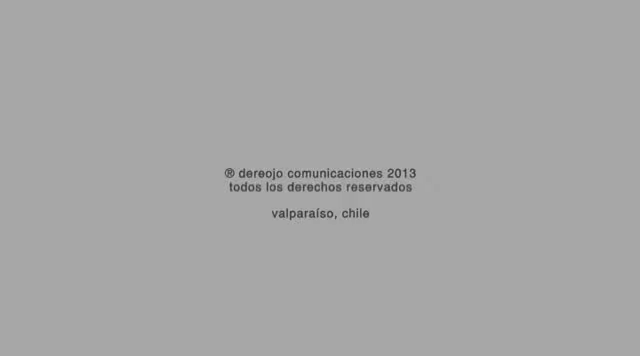 ® dereojo comunicaciones 2013
todos los derechos reservados
valparaíso, chile